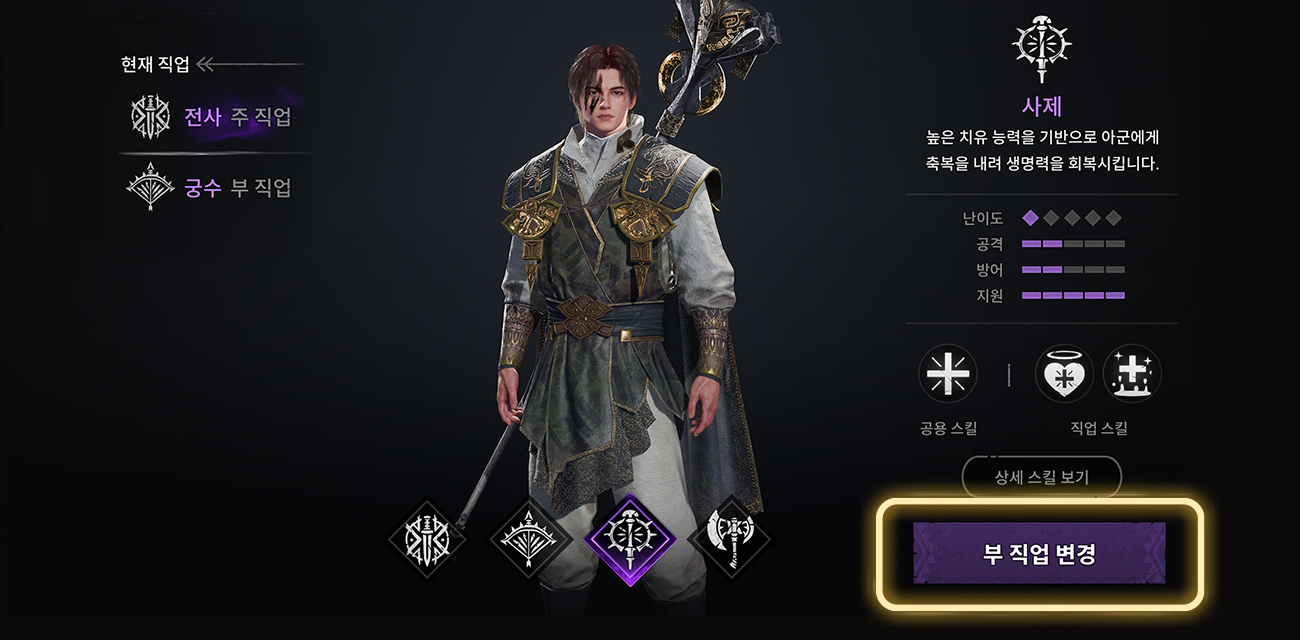 현재 직업
전사 주 직업
궁수 부 직업
사제
높은 치유 능력을 기반으로 아군에게
축복을 내려 생명력을 회복시킵니다.
난이도
공격
방어
지원
공용 스킬
직업 스킬
상세 스킬 보기
부 직업 변경